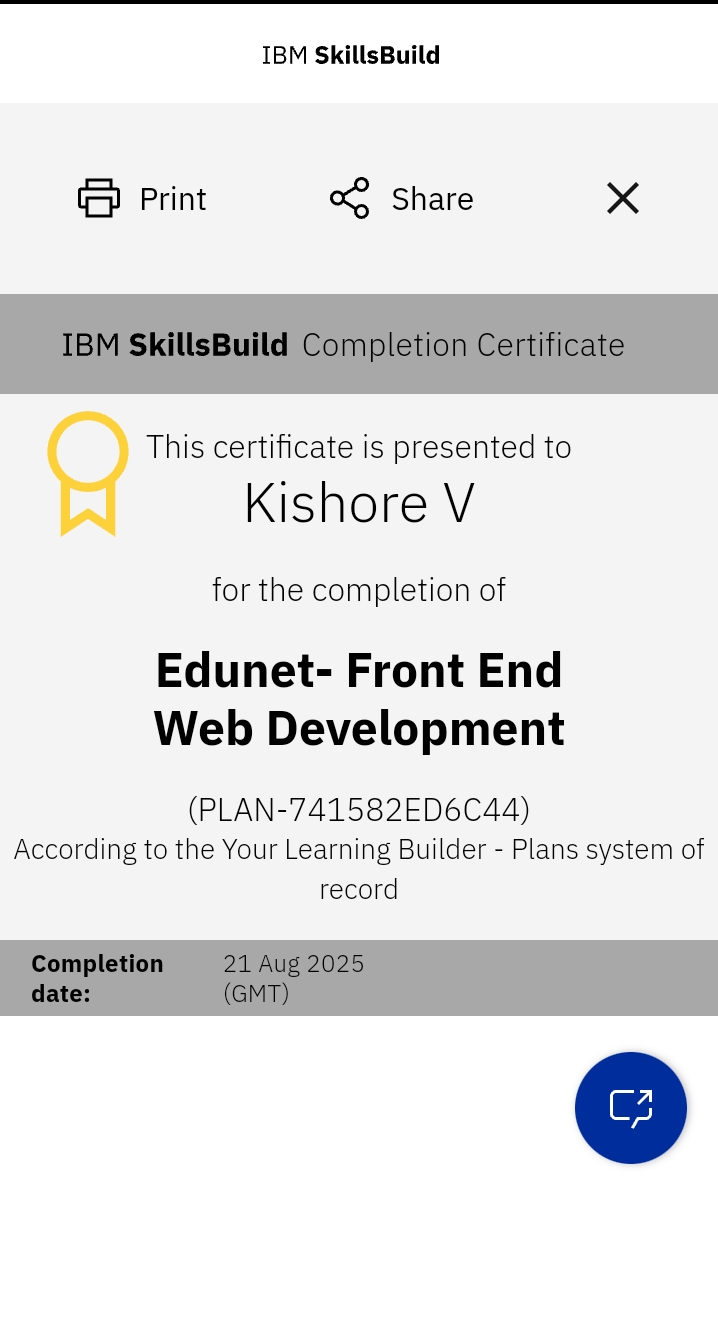 IBM SkillsBuild
Print
Share
IBM SkillsBuild Completion Certificate
This certificate is presented to
Kishore V
for the completion of
Edunet- Front End
Web Development
(PLAN-741582ED6C44)
According to the Your Learning Builder - Plans system of
record
Completion
date:
21 Aug 2025
(GMT)